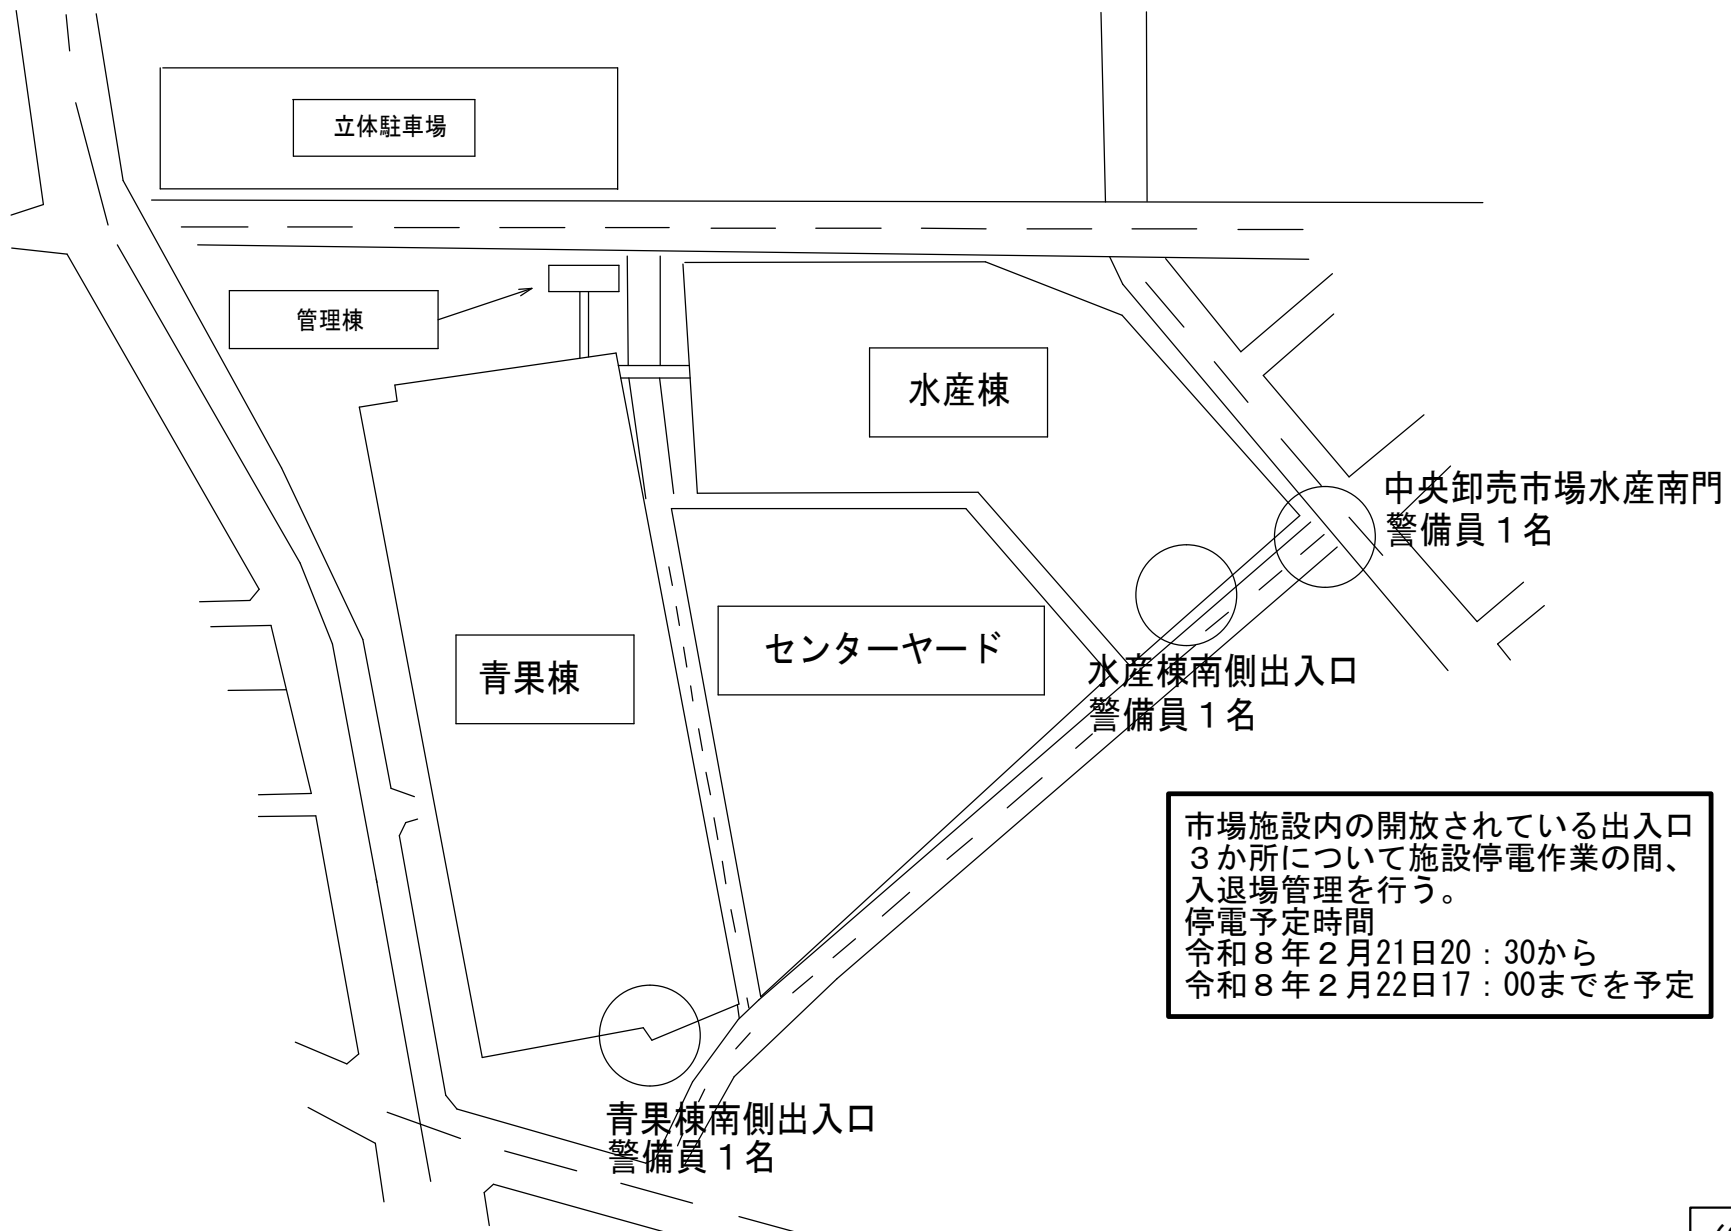 立体駐車場
管理棟
水産棟
中央卸売市場水産南門
警備員１名
センターヤード
青果棟
水産棟南側出入口
警備員１名
市場施設内の開放されている出入口
３か所について施設停電作業の間、
入退場管理を行う。
停電予定時間
令和８年２月21日20：30から
令和８年２月22日17：00までを予定
青果棟南側出入口
警備員１名